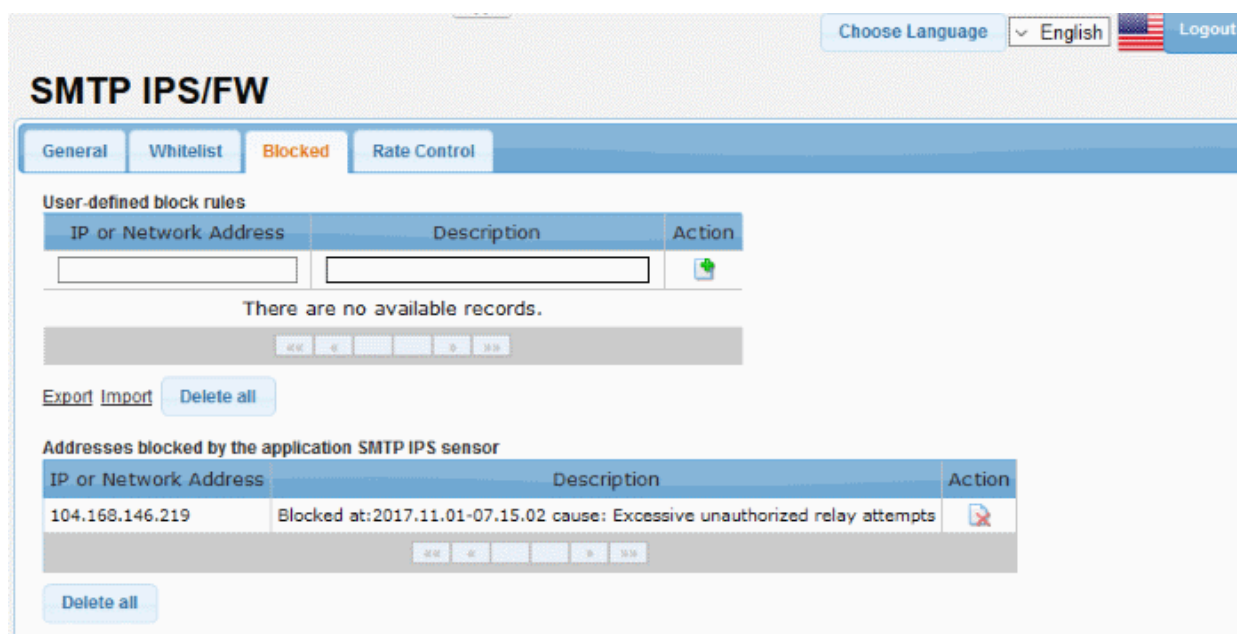 Choose Language
English
Logout
SMTP IPS/FW
General Whitelist Blocked Rate Control
User-defined block rules
IP or Network Address Description Action
There are no available records.
«« « » »»
Export Import Delete all
Addresses blocked by the application SMTP IPS sensor
IP or Network Address Description Action
104.168.146.219 Blocked at:2017.11.01-07.15.02 cause: Excessive unauthorized relay attempts
«« « » »»
Delete all